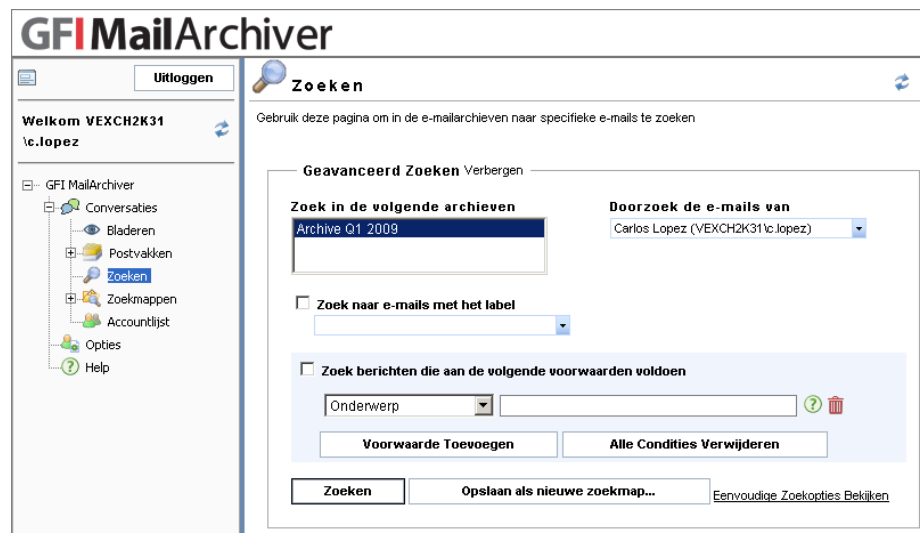 GFI MailArchiver
Uitloggen
Welkom VEXCH2K31
\c.lopez
GFI MailArchiver
Conversaties
Bladeren
Postvakken
Zoeken
Zoekmappen
Accountlijst
Opties
Help
Zoeken
Gebruik deze pagina om in de e-mailarchieven naar specifieke e-mails te zoeken
Geavanceerd Zoeken Verbergen
Zoek in de volgende archieven
Archive Q1 2009
Doorzoek de e-mails van
Carlos Lopez (VEXCH2K31\c.lopez)
Zoek naar e-mails met het label
Zoek berichten die aan de volgende voorwaarden voldoen
Onderwerp
Voorwaarde Toevoegen
Alle Condities Verwijderen
Zoeken
Opslaan als nieuwe zoekmap...
Eenvoudige Zoekopties Bekijken